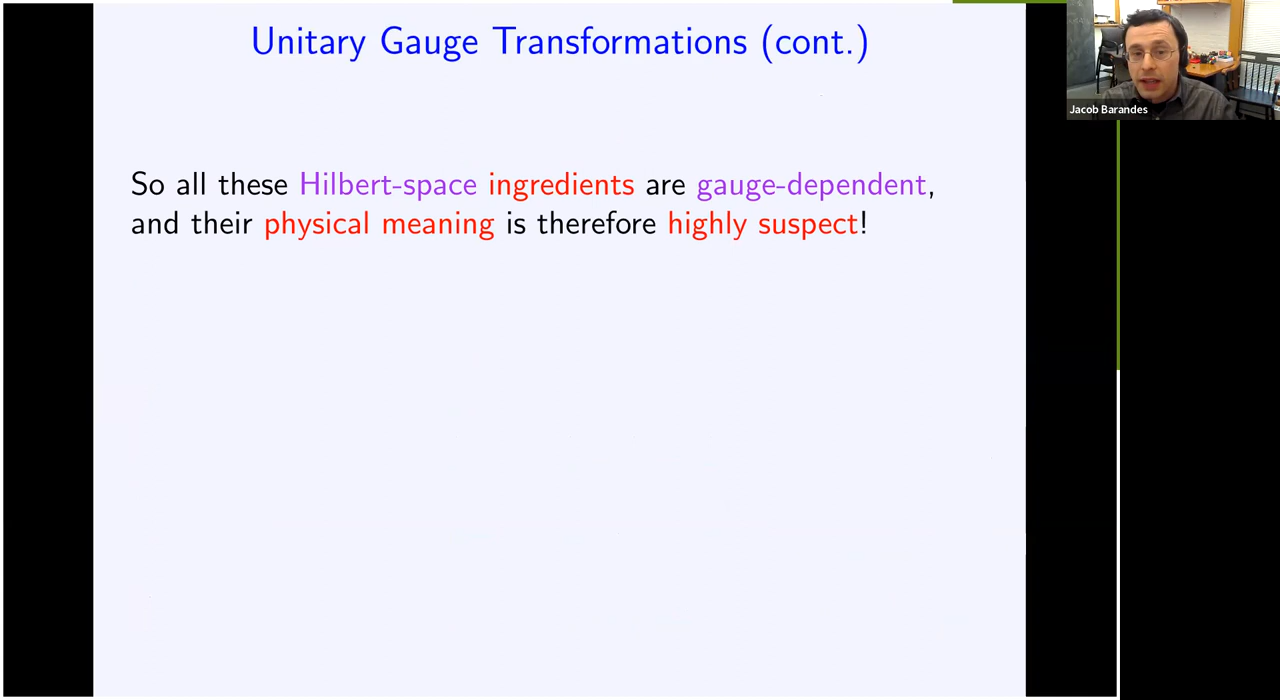 Unitary Gauge Transformations (cont.)
Jacob Barandes
So all these Hilbert-space ingredients are gauge-dependent,
and their physical meaning is therefore highly suspect!